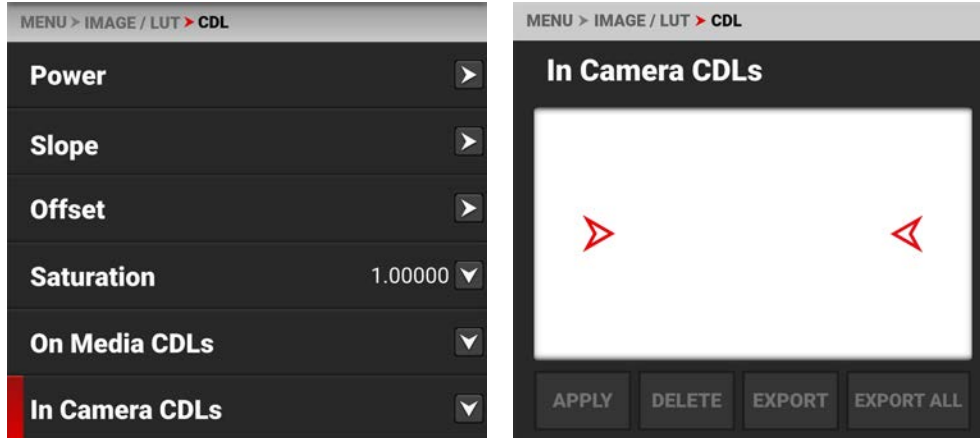 MENU > IMAGE / LUT > CDL
Power
Slope
Offset
Saturation 1.00000
On Media CDLs
In Camera CDLs
MENU > IMAGE / LUT > CDL
In Camera CDLs
APPLY DELETE EXPORT EXPORT ALL